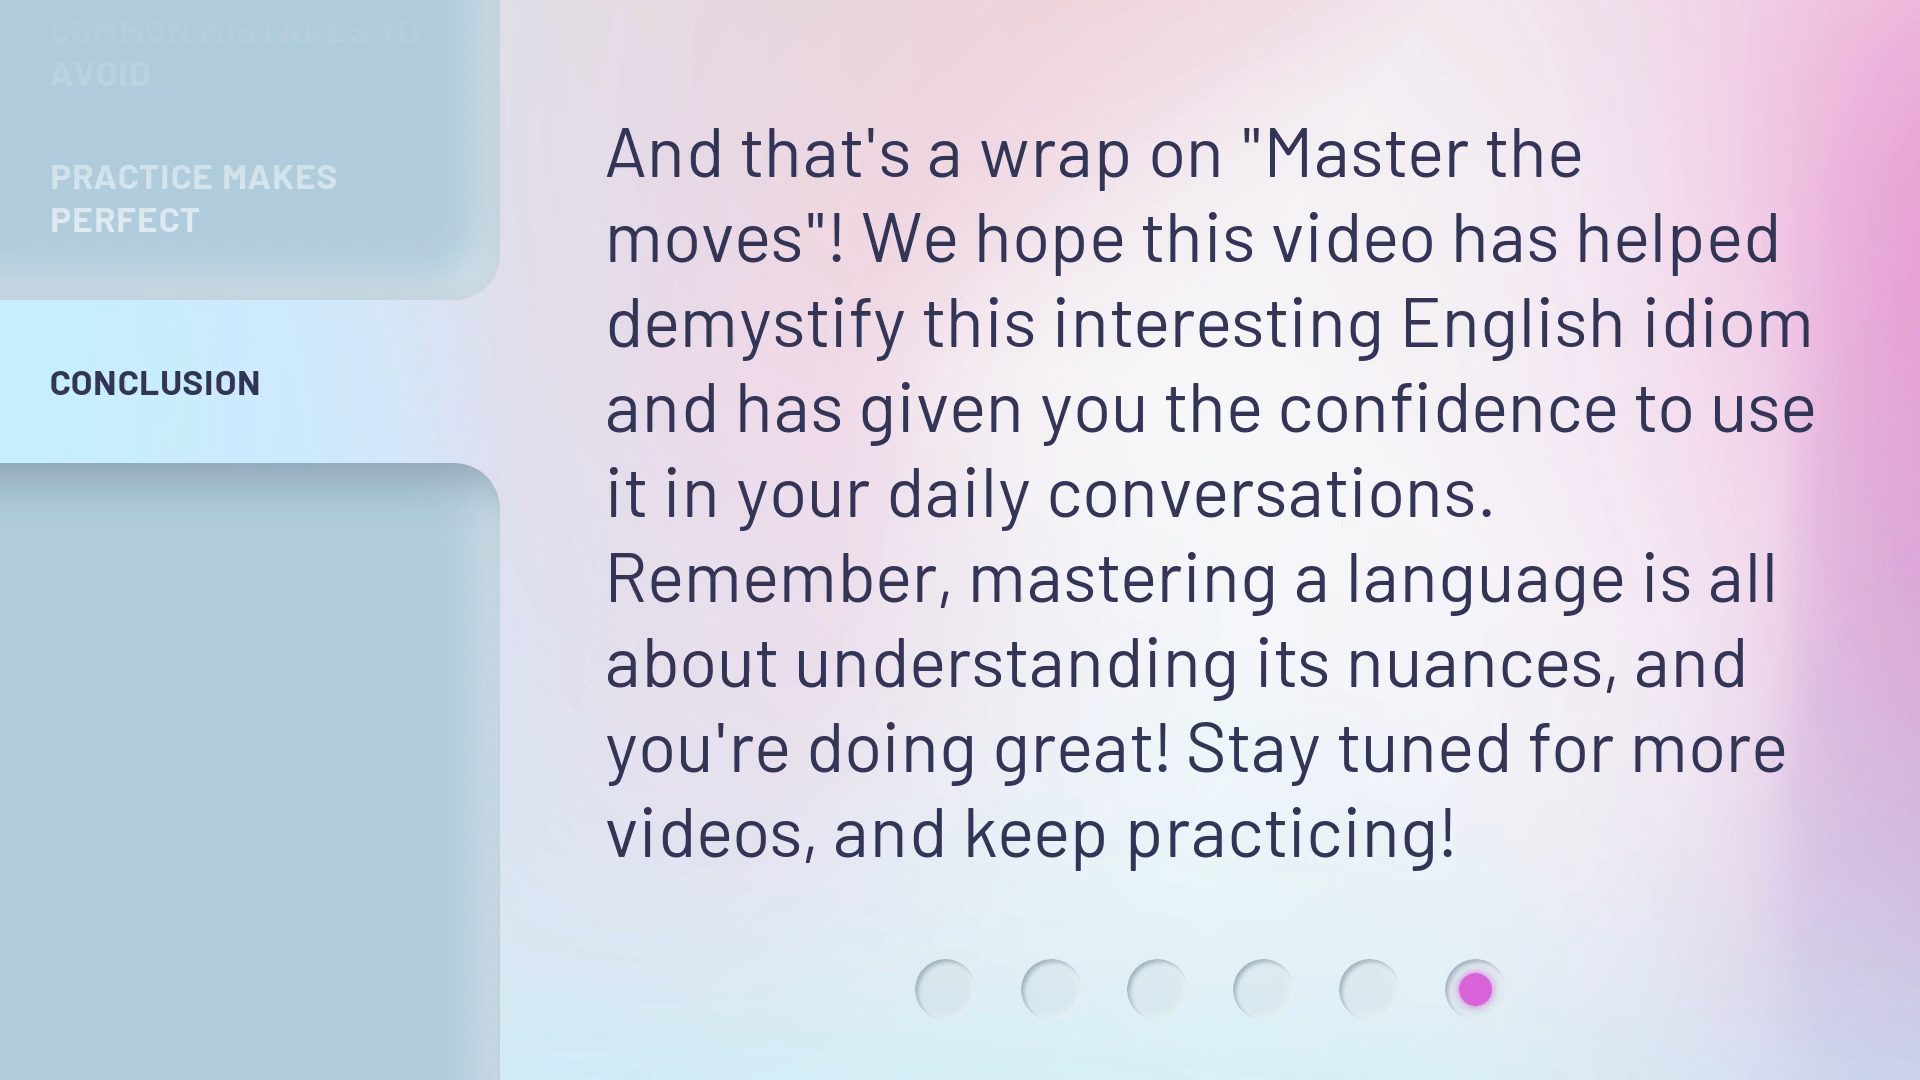 COMMON MISTAKES TO
AVOID
PRACTICE MAKES
PERFECT
CONCLUSION
And that's a wrap on "Master the
moves"! We hope this video has helped
demystify this interesting English idiom
and has given you the confidence to use
it in your daily conversations.
Remember, mastering a language is all
about understanding its nuances, and
you're doing great! Stay tuned for more
videos, and keep practicing!